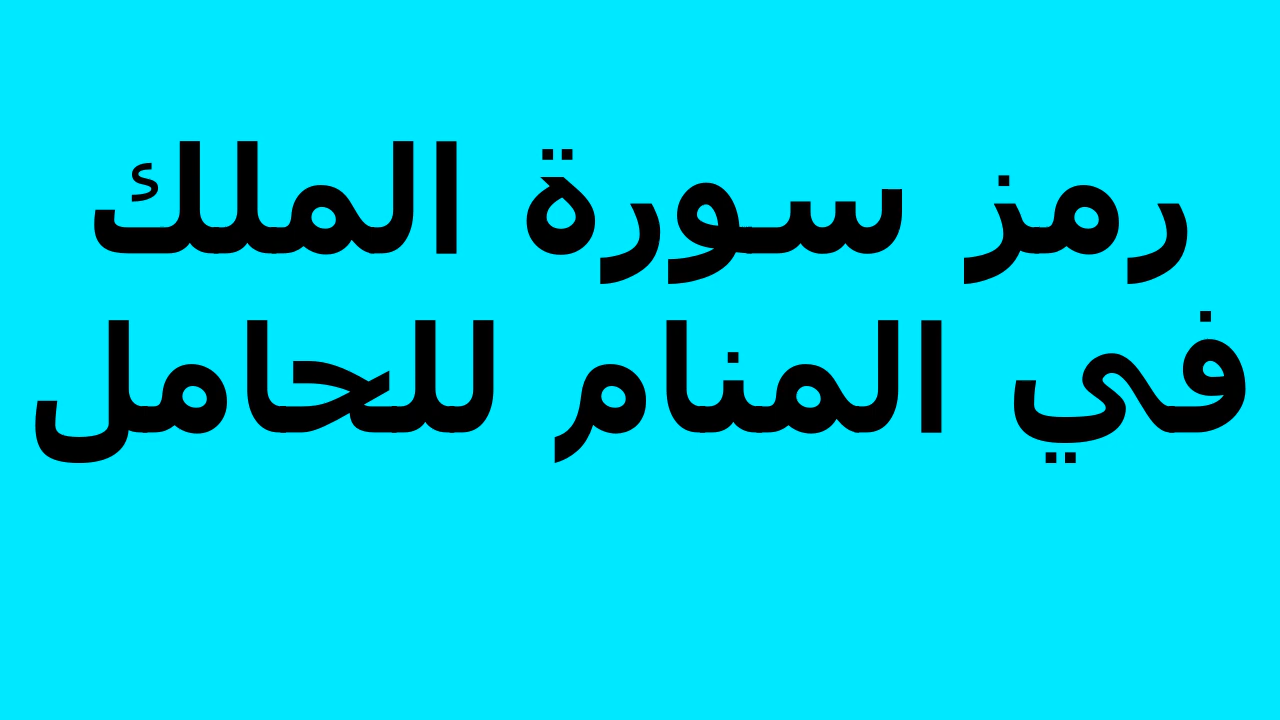 رمز سورة الملك
في المنام للحامل